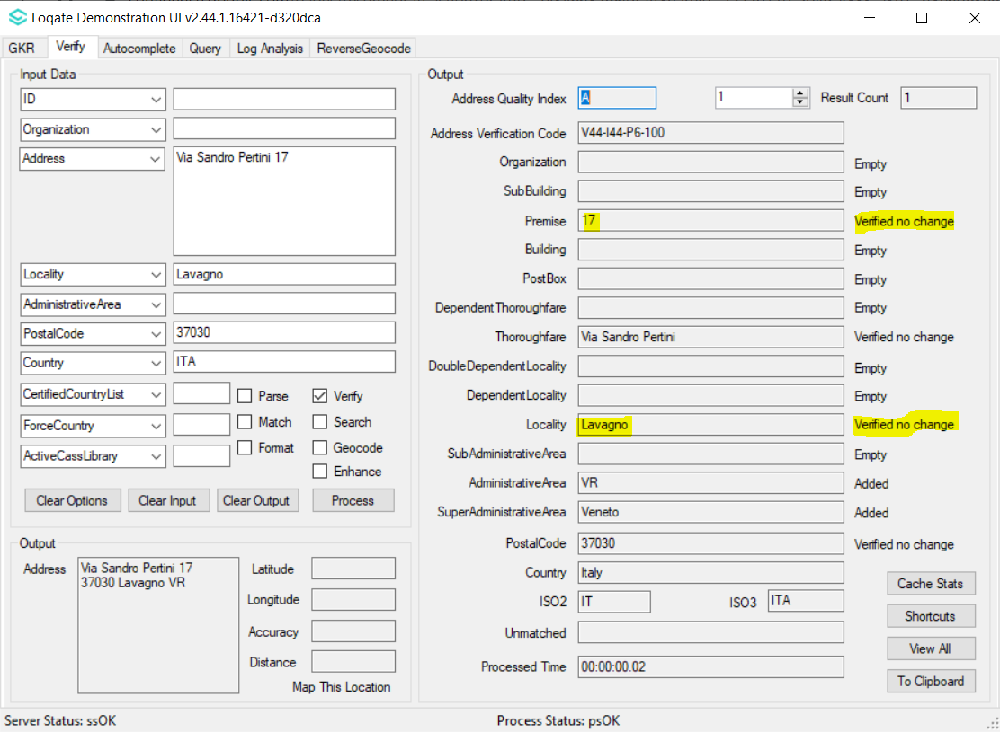 Loqate Demonstration UI v2.44.1.16421-d320dca
GKR Verify Autocomplete Query Log Analysis ReverseGeocode
Input Data
ID
Organization
Address Via Sandro Pertini 17
Locality Lavagno
AdministrativeArea
PostalCode 37030
Country ITA
CertifiedCountryList Parse Verify
ForceCountry Match Search
ActiveCassLibrary Format Geocode
Enhance
Clear Options Clear Input Clear Output Process
Output
Address Via Sandro Pertini 17
37030 Lavagno VR
Latitude
Longitude
Accuracy
Distance
Map This Location
Output
Address Quality Index A 1 Result Count 1
Address Verification Code V44-I44-P6-100
Organization Empty
SubBuilding Empty
Premise 17 Verified no change
Building Empty
PostBox Empty
DependentThoroughfare Empty
Thoroughfare Via Sandro Pertini Verified no change
DoubleDependentLocality Empty
DependentLocality Empty
Locality Lavagno Verified no change
SubAdministrativeArea Empty
AdministrativeArea VR Added
SuperAdministrativeArea Veneto Added
PostalCode 37030 Verified no change
Country Italy
ISO2 IT ISO3 ITA
Unmatched
Processed Time 00:00:00.02
Cache Stats
Shortcuts
View All
To Clipboard
Server Status: ssOK Process Status: psOK